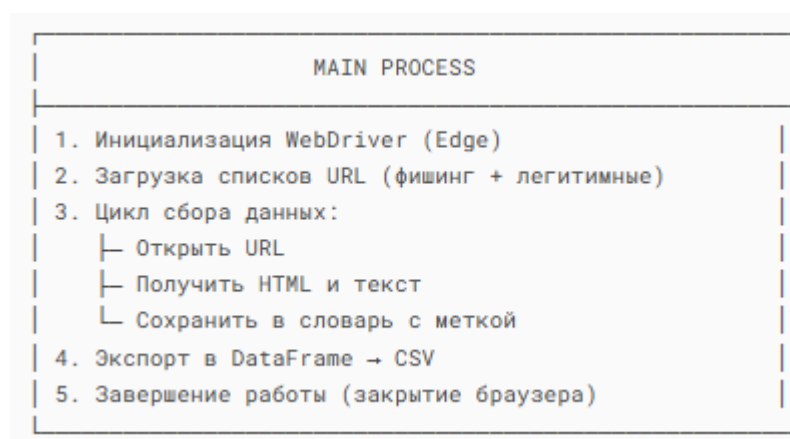 MAIN PROCESS
1. Инициализация WebDriver (Edge)
2. Загрузка списков URL (фишинг + легитимные)
3. Цикл сбора данных:
├─ Открыть URL
├─ Получить HTML и текст
└─ Сохранить в словарь с меткой
4. Экспорт в DataFrame → CSV
5. Завершение работы (закрытие браузера)